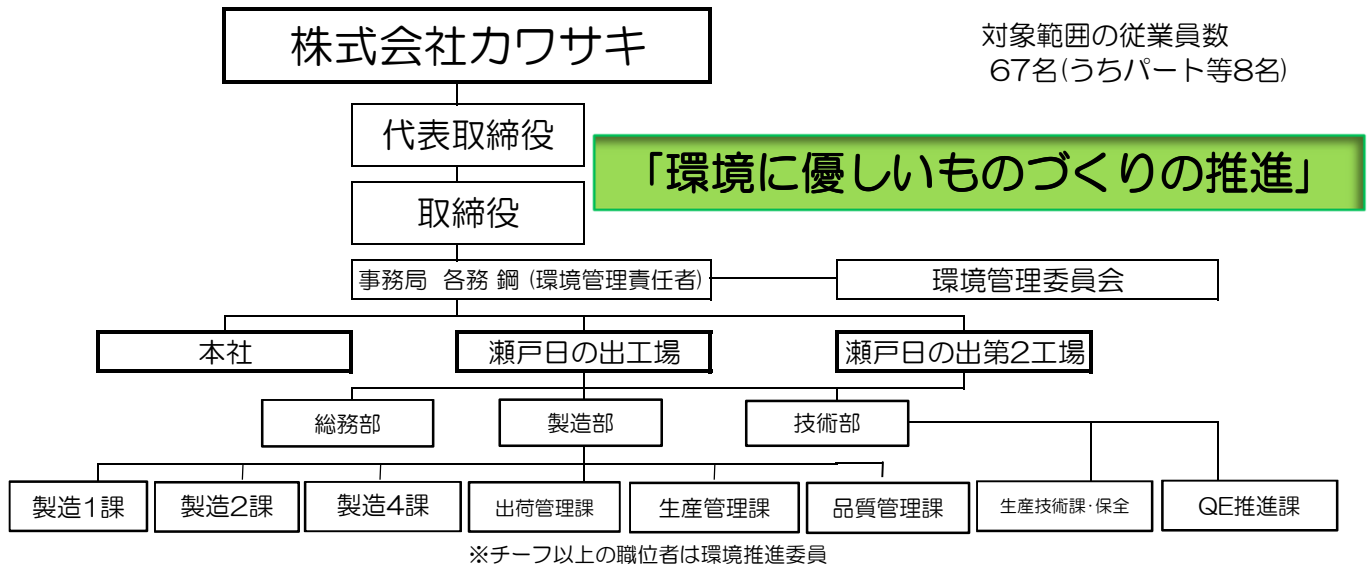 株式会社カワサキ
対象範囲の従業員数
67名(うちパート等8名)
代表取締役
「環境に優しいものづくりの推進」
取締役
事務局 各務 鋼 (環境管理責任者)
環境管理委員会
本社
瀬戸日の出工場
瀬戸日の出第2工場
総務部
製造部
技術部
製造1課
製造2課
製造4課
出荷管理課
生産管理課
品質管理課
生産技術課・保全
QE推進課
※チーフ以上の職位者は環境推進委員